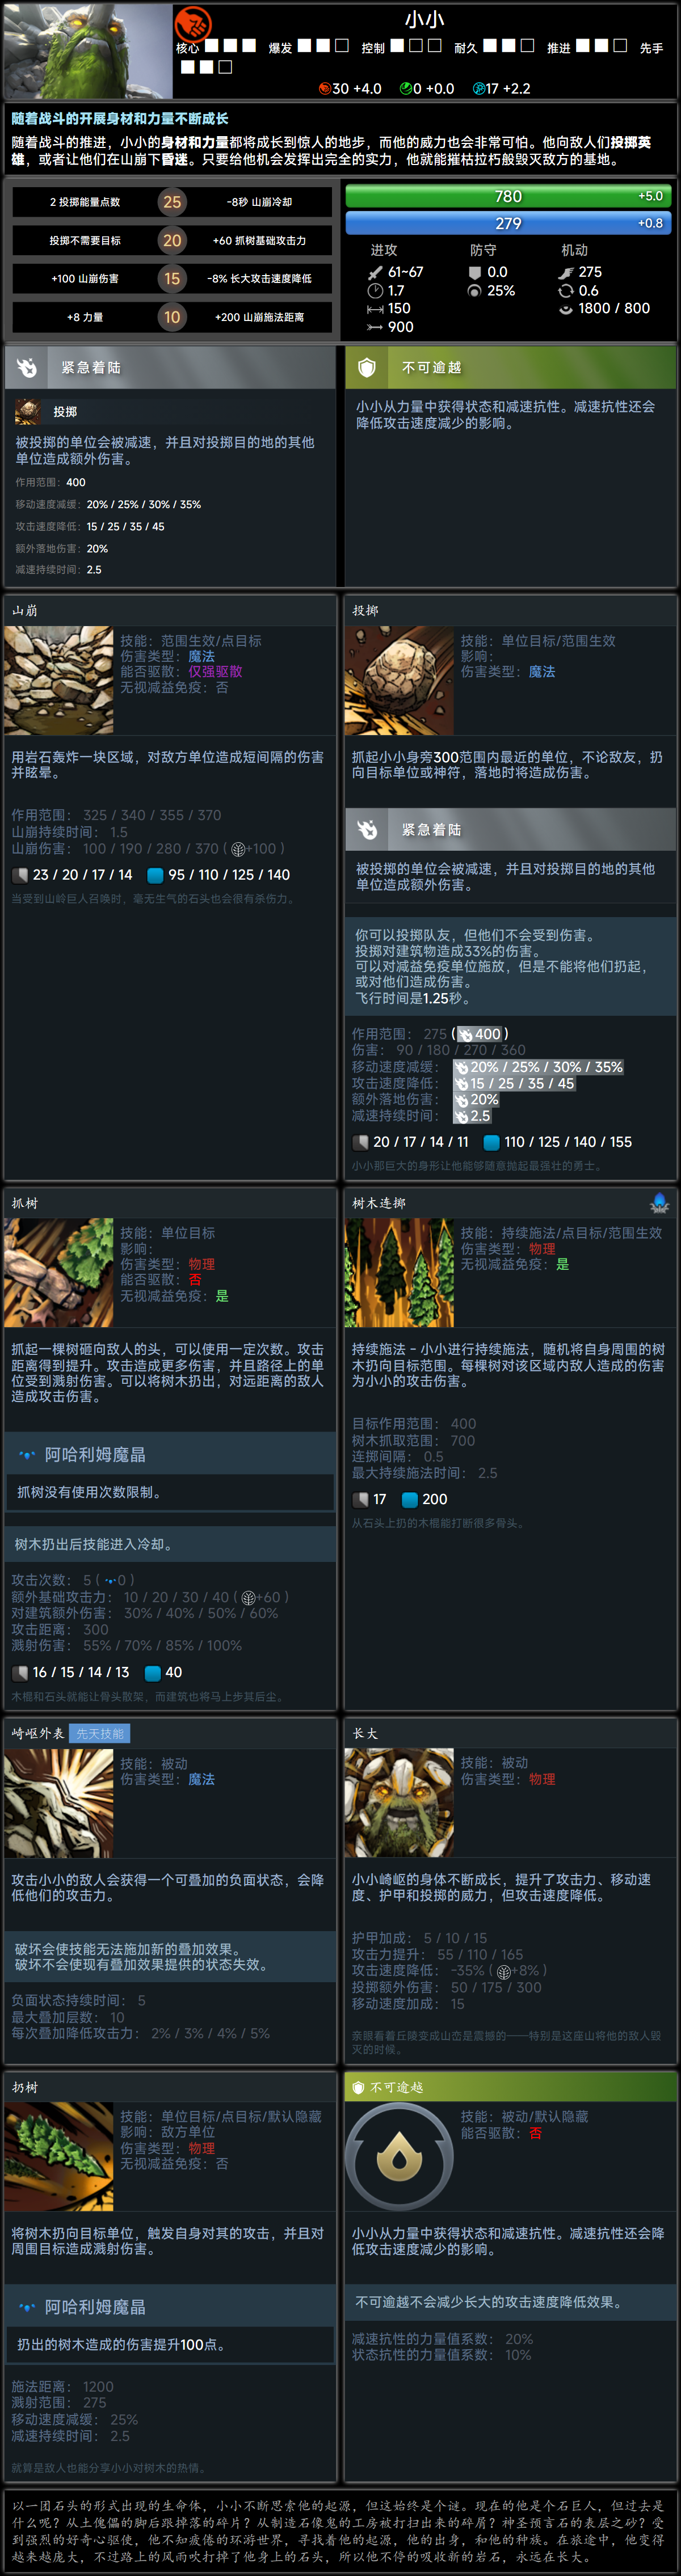 小小
核心 爆发 控制 耐久 推进 先手
30 +4.0 0 +0.0 17 +2.2
随着战斗的开展身材和力量不断成长
随着战斗的推进，小小的身材和力量都将成长到惊人的地步，而他的威力也会非常可怕。他向敌人们投掷英
雄，或者让他们在山崩下昏迷。只要给他机会发挥出完全的实力，他就能摧枯拉朽般毁灭敌方的基地。
2 投掷能量点数 25 -8秒 山崩冷却
投掷不需要目标 20 +60 抓树基础攻击力
+100 山崩伤害 15 -8% 长大攻击速度降低
+8 力量 10 +200 山崩施法距离
780 +5.0
279 +0.8
进攻 防守 机动
61~67 0.0 275
1.7 25% 0.6
150 1800 / 800
900
紧急着陆
投掷
被投掷的单位会被减速，并且对投掷目的地的其他
单位造成额外伤害。
作用范围：400
移动速度减缓：20% / 25% / 30% / 35%
攻击速度降低：15 / 25 / 35 / 45
额外落地伤害：20%
减速持续时间：2.5
不可逾越
小小从力量中获得状态和减速抗性。减速抗性还会
降低攻击速度减少的影响。
山崩
技能：范围生效/点目标
伤害类型：魔法
能否驱散：仅强驱散
无视减益免疫：否
用岩石轰炸一块区域，对敌方单位造成短间隔的伤害
并眩晕。
作用范围： 325 / 340 / 355 / 370
山崩持续时间： 1.5
山崩伤害： 100 / 190 / 280 / 370 ( +100 )
23 / 20 / 17 / 14 95 / 110 / 125 / 140
当受到山岭巨人召唤时，毫无生气的石头也会很有杀伤力。
投掷
技能：单位目标/范围生效
影响：
伤害类型：魔法
抓起小小身旁300范围内最近的单位，不论敌友，扔
向目标单位或神符，落地时将造成伤害。
紧急着陆
被投掷的单位会被减速，并且对投掷目的地的其他
单位造成额外伤害。
你可以投掷队友，但他们不会受到伤害。
投掷对建筑物造成33%的伤害。
可以对减益免疫单位施放，但是不能将他们扔起，
或对他们造成伤害。
飞行时间是1.25秒。
作用范围： 275 ( 400 )
伤害： 90 / 180 / 270 / 360
移动速度减缓： 20% / 25% / 30% / 35%
攻击速度降低： 15 / 25 / 35 / 45
额外落地伤害： 20%
减速持续时间： 2.5
20 / 17 / 14 / 11 110 / 125 / 140 / 155
小小那巨大的身形让他能够随意抛起最强壮的勇士。
抓树
技能：单位目标
影响：
伤害类型：物理
能否驱散：否
无视减益免疫：是
抓起一棵树砸向敌人的头，可以使用一定次数。攻击
距离得到提升。攻击造成更多伤害，并且路径上的单
位受到溅射伤害。可以将树木扔出，对远距离的敌人
造成攻击伤害。
阿哈利姆魔晶
抓树没有使用次数限制。
树木扔出后技能进入冷却。
攻击次数： 5 ( 0 )
额外基础攻击力： 10 / 20 / 30 / 40 ( +60 )
对建筑额外伤害： 30% / 40% / 50% / 60%
攻击距离： 300
溅射伤害： 55% / 70% / 85% / 100%
16 / 15 / 14 / 13 40
木棍和石头就能让骨头散架，而建筑也将马上步其后尘。
树木连掷
技能：持续施法/点目标/范围生效
伤害类型：物理
无视减益免疫：是
持续施法 - 小小进行持续施法，随机将自身周围的树
木扔向目标范围。每棵树对该区域内敌人造成的伤害
为小小的攻击伤害。
目标作用范围： 400
树木抓取范围： 700
连掷间隔： 0.5
最大持续施法时间： 2.5
17 200
从石头上扔的木棍能打断很多骨头。
崎岖外表 先天技能
技能：被动
伤害类型：魔法
攻击小小的敌人会获得一个可叠加的负面状态，会降
低他们的攻击力。
破坏会使技能无法施加新的叠加效果。
破坏不会使现有叠加效果提供的状态失效。
负面状态持续时间： 5
最大叠加层数： 10
每次叠加降低攻击力： 2% / 3% / 4% / 5%
长大
技能：被动
伤害类型：物理
小小崎岖的身体不断成长，提升了攻击力、移动速
度、护甲和投掷的威力，但攻击速度降低。
护甲加成： 5 / 10 / 15
攻击力提升： 55 / 110 / 165
攻击速度降低： -35% ( +8% )
投掷额外伤害： 50 / 175 / 300
移动速度加成： 15
亲眼看着丘陵变成山峦是震撼的——特别是这座山将他的敌人毁
灭的时候。
扔树
技能：单位目标/点目标/默认隐藏
影响：敌方单位
伤害类型：物理
无视减益免疫：否
将树木扔向目标单位，触发自身对其的攻击，并且对
周围目标造成溅射伤害。
阿哈利姆魔晶
扔出的树木造成的伤害提升100点。
施法距离： 1200
溅射范围： 275
移动速度减缓： 25%
减速持续时间： 2.5
就算是敌人也能分享小小对树木的热情。
不可逾越
技能：被动/默认隐藏
能否驱散：否
小小从力量中获得状态和减速抗性。减速抗性还会降
低攻击速度减少的影响。
不可逾越不会减少长大的攻击速度降低效果。
减速抗性的力量值系数： 20%
状态抗性的力量值系数： 10%
以一团石头的形式出现的生命体，小小不断思索他的起源，但这始终是个谜。现在的他是个石巨人，但过去是
什么呢？从土傀儡的脚后跟掉落的碎片？从制造石像鬼的工房被打扫出来的碎屑？神圣预言石的表层之砂？受
到强烈的好奇心驱使，他不知疲倦的环游世界，寻找着他的起源，他的出身，和他的种族。在旅途中，他变得
越来越庞大，不过路上的风雨吹打掉了他身上的石头，所以他不停的吸收新的岩石，永远在长大。